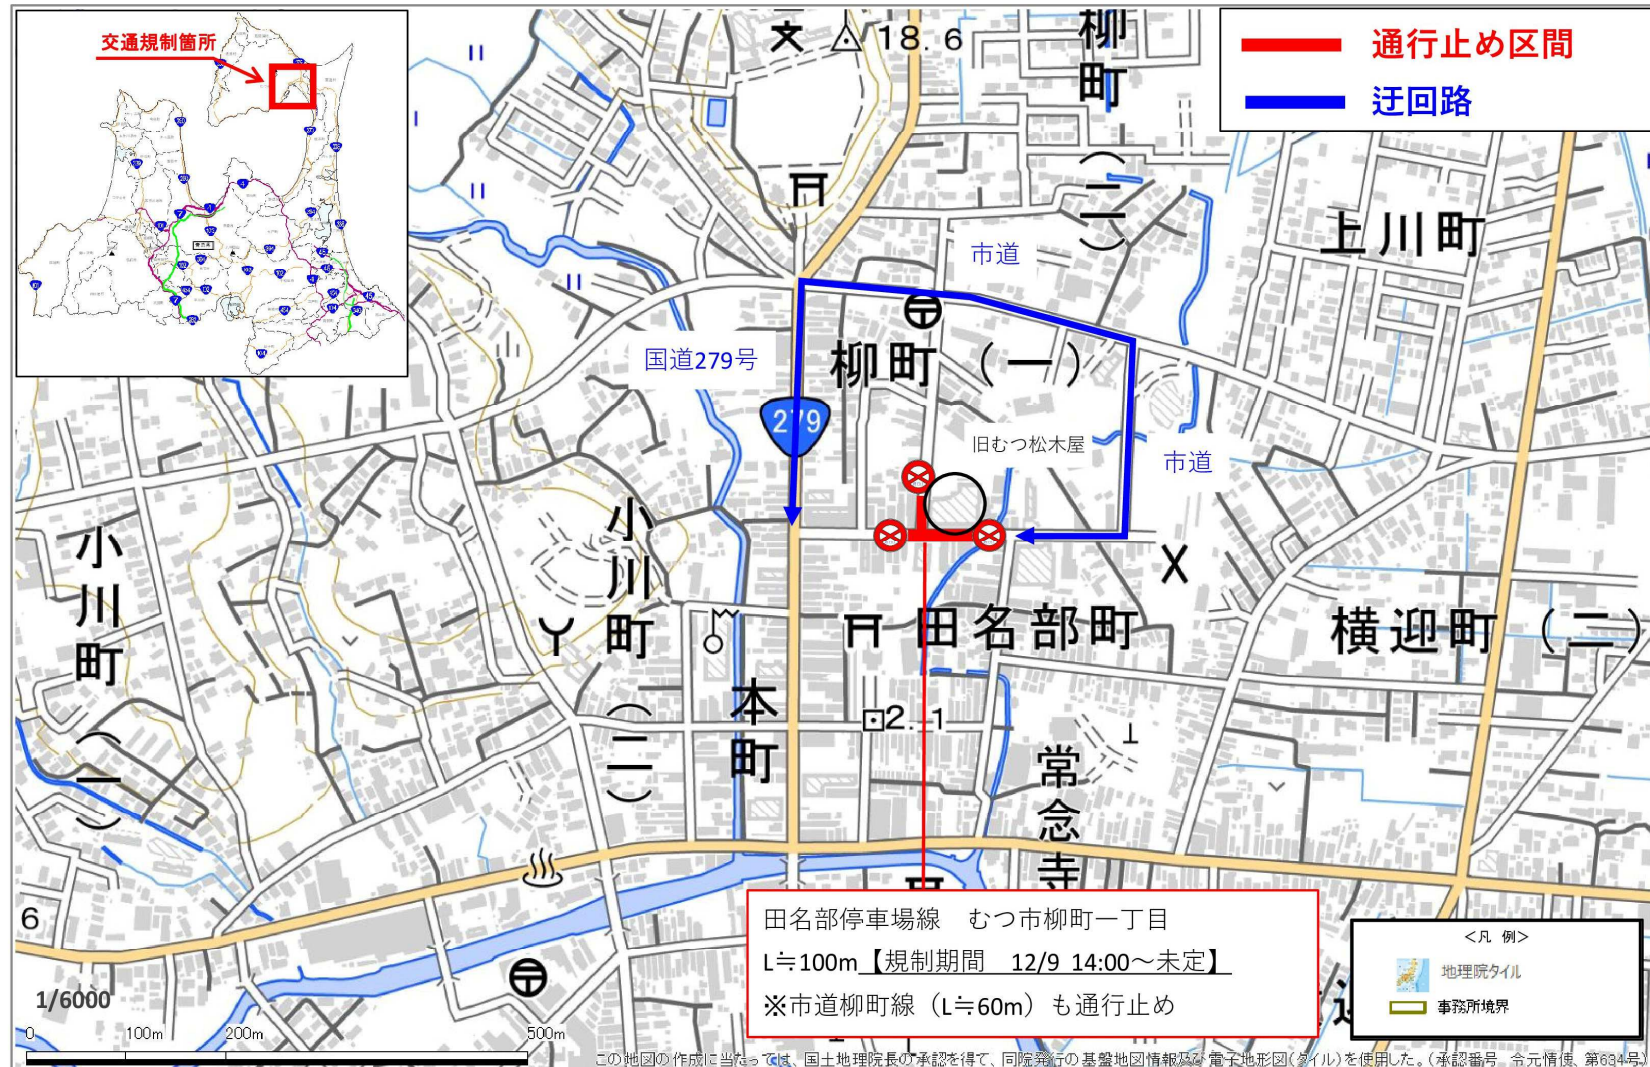 交通規制箇所
通行止め区間
迂回路
18.6
柳町(二)
上川町
市道
国道279号
279
柳町(一)
旧むつ松木屋
市道
小川町(一)
小川町(二)
田名部町
横迎町(二)
本町
2.1
常念寺
6
田名部停車場線 むつ市柳町一丁目
L≒100m【規制期間 12/9 14:00～未定】
※市道柳町線(L≒60m)も通行止め
<凡 例>
地理院タイル
事務所境界
1/6000
0 100m 200m 500m
この地図の作成に当たっては、国土地理院長の承認を得て、同院発行の基盤地図情報及び電子地形図(タイル)を使用した。(承認番号 令元情使、第634号)